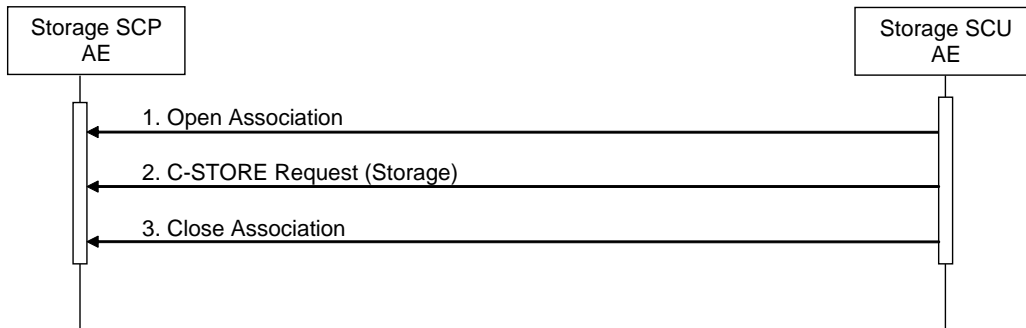 Storage SCP
AE
Storage SCU
AE
1. Open Association
2. C-STORE Request (Storage)
3. Close Association